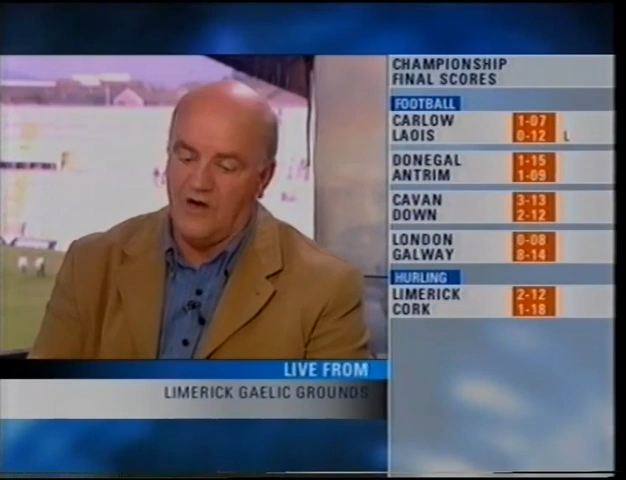 CHAMPIONSHIP
FINAL SCORES
FOOTBALL
CARLOW 1-07
LAOIS 0-12 L
DONEGAL 1-15
ANTRIM 1-09
CAVAN 3-13
DOWN 2-12
LONDON 0-08
GALWAY 8-14
HURLING
LIMERICK 2-12
CORK 1-18
LIVE FROM
LIMERICK GAELIC GROUNDS